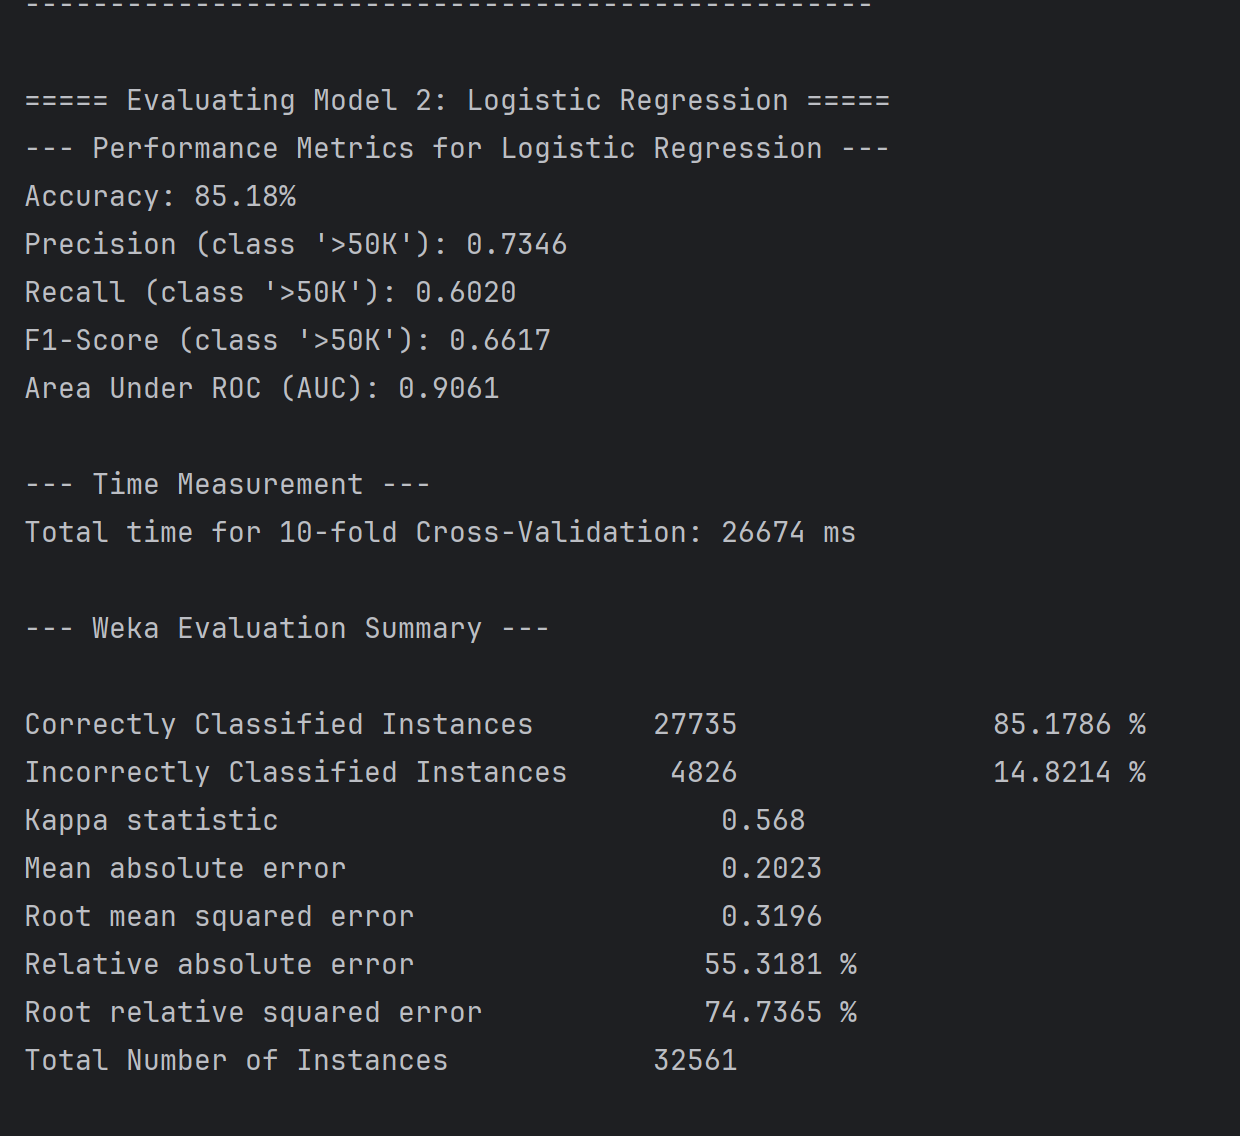 --------------------------------------------------
===== Evaluating Model 2: Logistic Regression =====
--- Performance Metrics for Logistic Regression ---
Accuracy: 85.18%
Precision (class '>50K'): 0.7346
Recall (class '>50K'): 0.6020
F1-Score (class '>50K'): 0.6617
Area Under ROC (AUC): 0.9061
--- Time Measurement ---
Total time for 10-fold Cross-Validation: 26674 ms
--- Weka Evaluation Summary ---
Correctly Classified Instances       27735               85.1786 %
Incorrectly Classified Instances      4826               14.8214 %
Kappa statistic                          0.568
Mean absolute error                      0.2023
Root mean squared error                  0.3196
Relative absolute error                 55.3181 %
Root relative squared error             74.7365 %
Total Number of Instances            32561